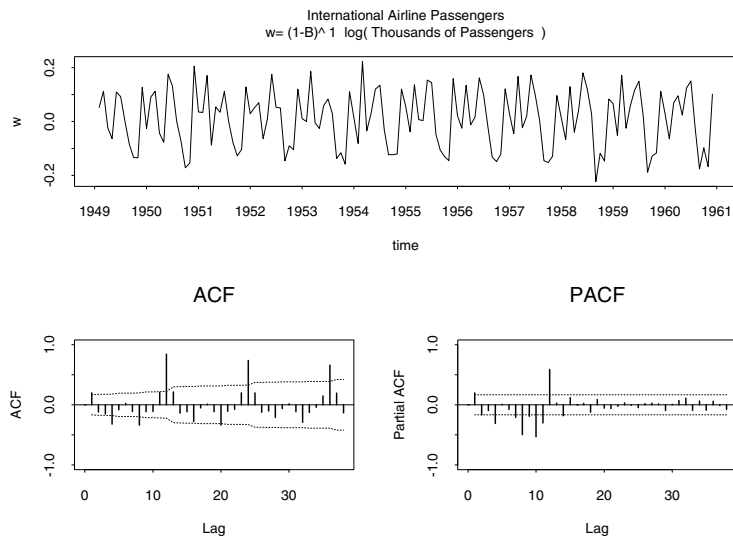 International Airline Passengers
w= (1-B)^ 1 log( Thousands of Passengers )
w
0.2
0.0
-0.2
1949 1950 1951 1952 1953 1954 1955 1956 1957 1958 1959 1960 1961
time
ACF
PACF
ACF
1.0
0.0
-1.0
0 10 20 30
Lag
Partial ACF
1.0
0.0
-1.0
0 10 20 30
Lag